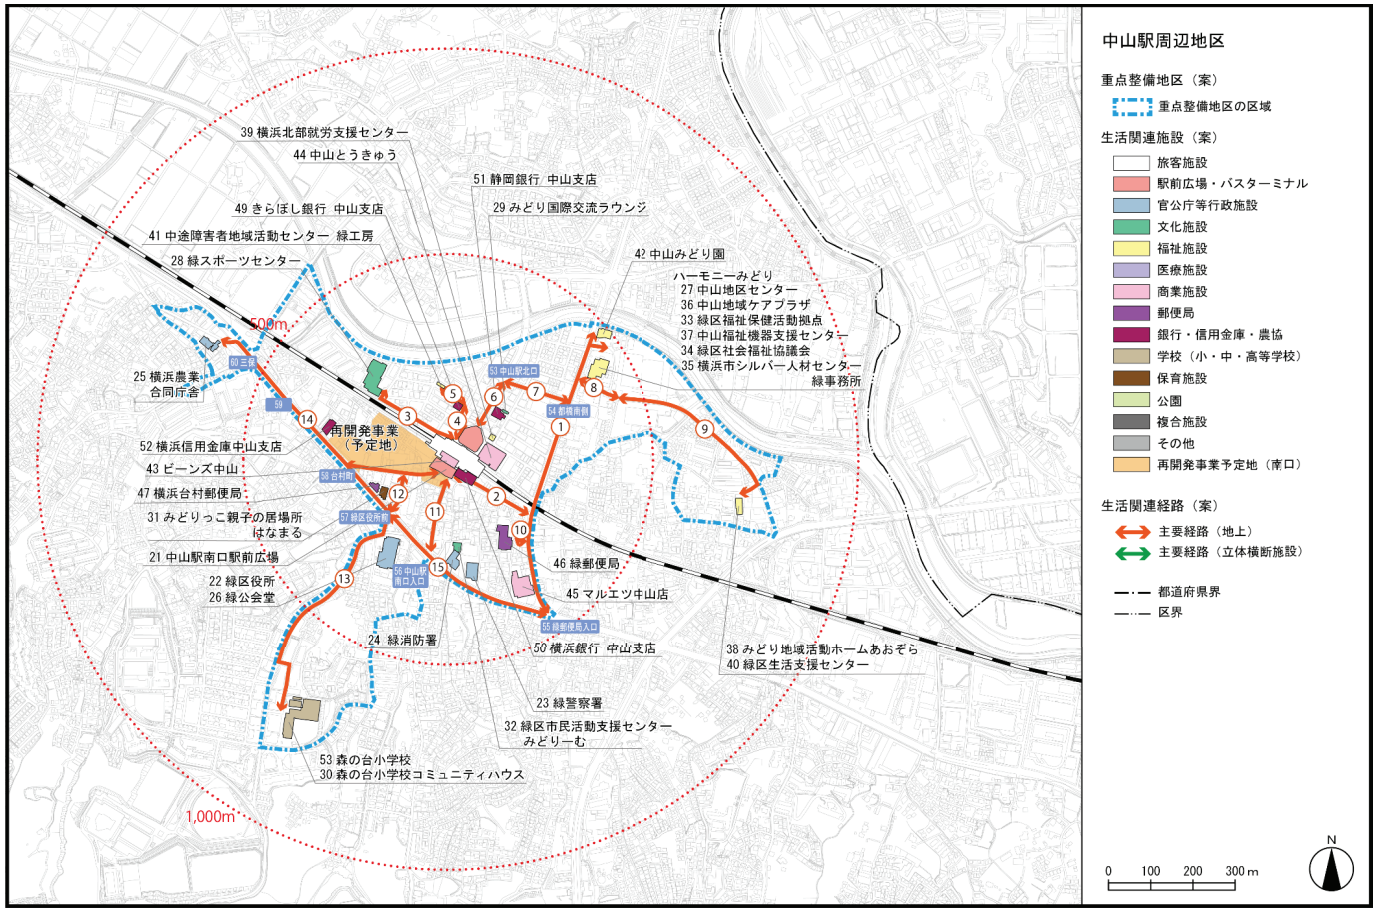 中山駅周辺地区
重点整備地区（案）
重点整備地区の区域
生活関連施設（案）
旅客施設
駅前広場・バスターミナル
官公庁等行政施設
文化施設
福祉施設
医療施設
商業施設
郵便局
銀行・信用金庫・農協
学校（小・中・高等学校）
保育施設
公園
複合施設
その他
再開発事業予定地（南口）
生活関連経路（案）
主要経路（地上）
主要経路（立体横断施設）
都道府県界
区界
N
0 100 200 300 m
39 横浜北部就労支援センター
44 中山とうきゅう
51 静岡銀行 中山支店
29 みどり国際交流ラウンジ
49 きらぼし銀行 中山支店
41 中途障害者地域活動センター 緑工房
28 緑スポーツセンター
42 中山みどり園
ハーモニーみどり
27 中山地区センター
36 中山地域ケアプラザ
33 緑区福祉保健活動拠点
37 中山福祉機器支援センター
34 緑区社会福祉協議会
35 横浜市シルバー人材センター
緑事務所
500m
60 三保
53 中山駅北口
25 横浜農業
合同庁舎
59
54 都橋南側
5
6
7
8
3
4
14
1
9
再開発事業
（予定地）
52 横浜信用金庫中山支店
43 ビーンズ中山
58 台村町
47 横浜台村郵便局
12
2
31 みどりっこ親子の居場所
はなまる
57 緑区役所前
11
10
21 中山駅南口駅前広場
46 緑郵便局
22 緑区役所
26 緑公会堂
13
56 中山駅
南口入口
15
45 マルエツ中山店
55 緑郵便局入口
24 緑消防署
50 横浜銀行 中山支店
38 みどり地域活動ホームあおぞら
40 緑区生活支援センター
23 緑警察署
32 緑区市民活動支援センター
みどりーむ
53 森の台小学校
30 森の台小学校コミュニティハウス
1,000m